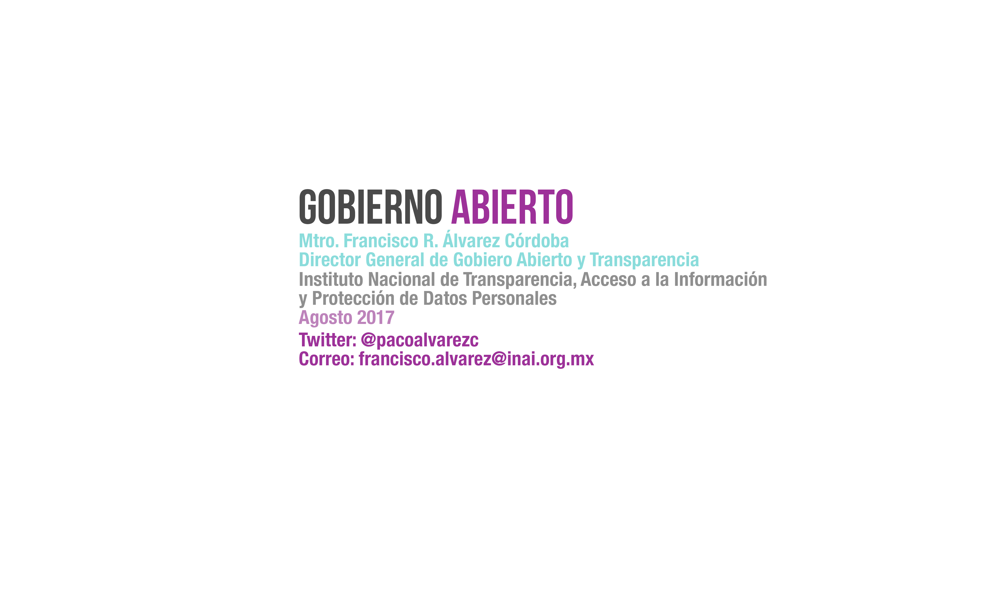 GOBIERNO ABIERTO
Mtro. Francisco R. Álvarez Córdoba
Director General de Gobiero Abierto y Transparencia
Instituto Nacional de Transparencia, Acceso a la Información
y Protección de Datos Personales
Agosto 2017
Twitter: @pacoalvarezc
Correo: francisco.alvarez@inai.org.mx